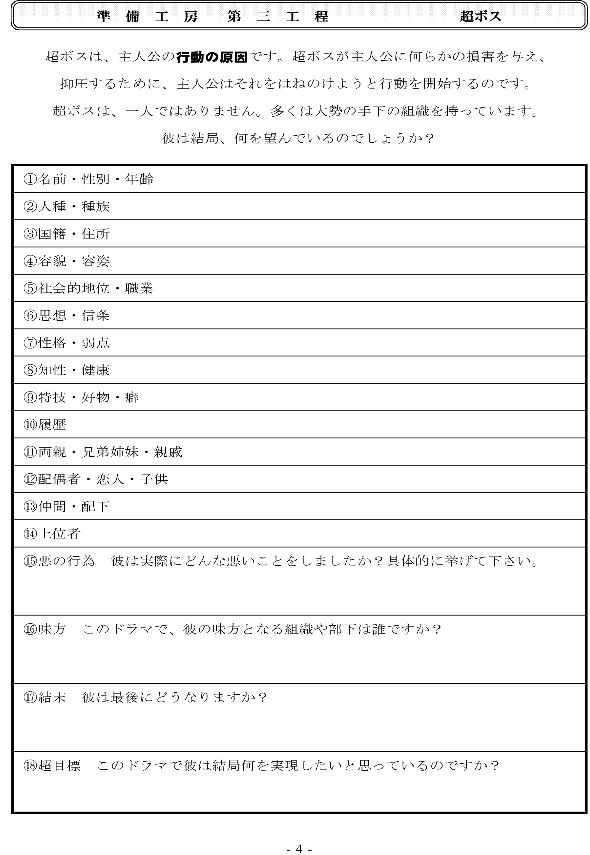 準備工房 第三工程 超ボス
超ボスは、主人公の行動の原因です。超ボスが主人公に何らかの損害を与え、
抑圧するために、主人公はそれをはねのけようと行動を開始するのです。
超ボスは、一人ではありません。多くは大勢の手下の組織を持っています。
彼は結局、何を望んでいるのでしょうか？
①名前・性別・年齢
②人種・種族
③国籍・住所
④容貌・容姿
⑤社会的地位・職業
⑥思想・信条
⑦性格・弱点
⑧知性・健康
⑨特技・好物・癖
⑩履歴
⑪両親・兄弟姉妹・親戚
⑫配偶者・恋人・子供
⑬仲間・配下
⑭上位者
⑮悪の行為　彼は実際にどんな悪いことをしましたか？具体的に挙げて下さい。
⑯味方　このドラマで、彼の味方となる組織や部下は誰ですか？
⑰結末　彼は最後にどうなりますか？
⑱超目標　このドラマで彼は結局何を実現したいと思っているのですか？
- 4 -